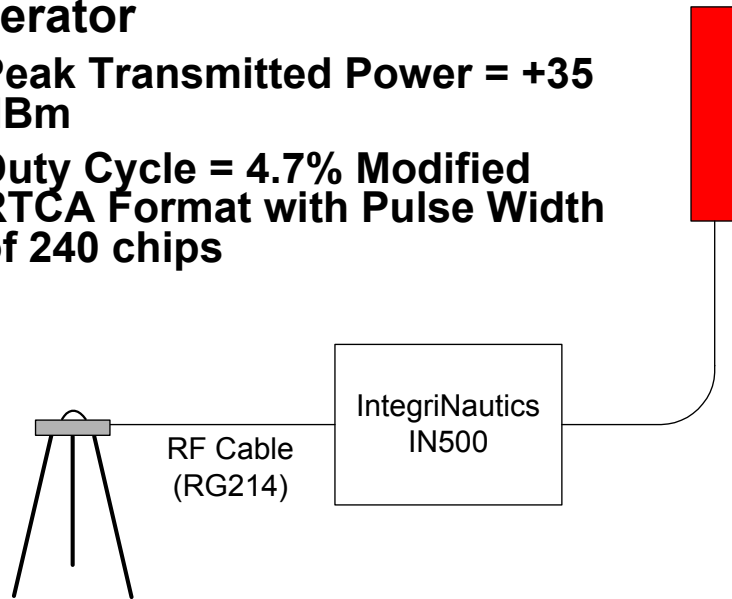 erator
Peak Transmitted Power = +35
Bm
Duty Cycle = 4.7% Modified
RTCA Format with Pulse Width
of 240 chips
IntegriNautics
IN500
RF Cable
(RG214)